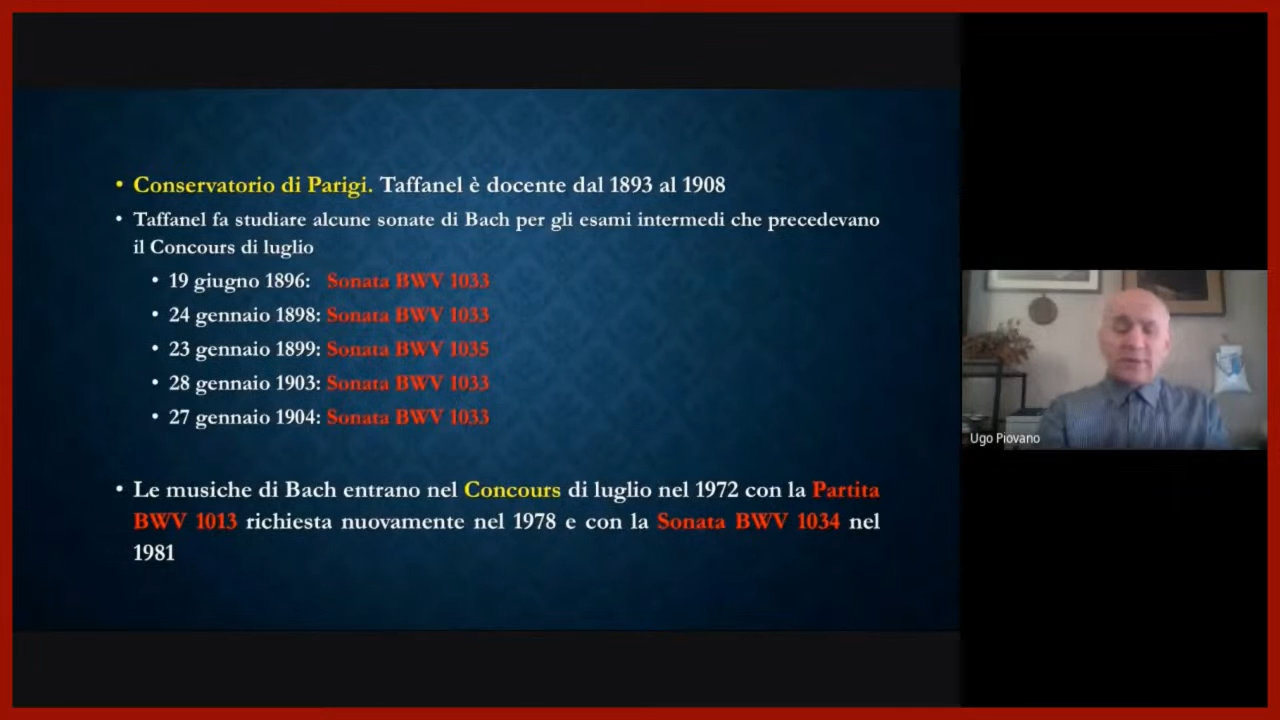 • Conservatorio di Parigi. Taffanel è docente dal 1893 al 1908
• Taffanel fa studiare alcune sonate di Bach per gli esami intermedi che precedevano
il Concours di luglio
• 19 giugno 1896: Sonata BWV 1033
• 24 gennaio 1898: Sonata BWV 1033
• 23 gennaio 1899: Sonata BWV 1035
• 28 gennaio 1903: Sonata BWV 1033
• 27 gennaio 1904: Sonata BWV 1033
• Le musiche di Bach entrano nel Concours di luglio nel 1972 con la Partita
BWV 1013 richiesta nuovamente nel 1978 e con la Sonata BWV 1034 nel
1981
Ugo Piovano